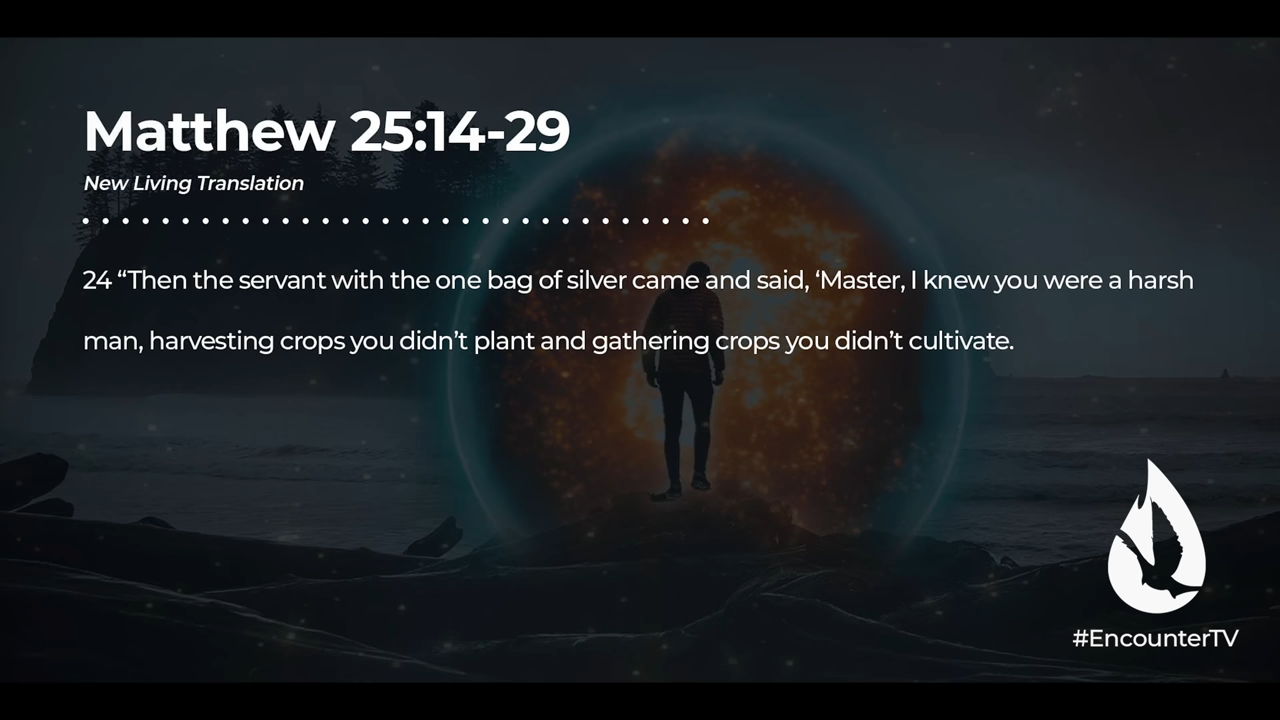 Matthew 25:14-29
New Living Translation
24 “Then the servant with the one bag of silver came and said, ‘Master, I knew you were a harsh
man, harvesting crops you didn’t plant and gathering crops you didn’t cultivate.
#EncounterTV